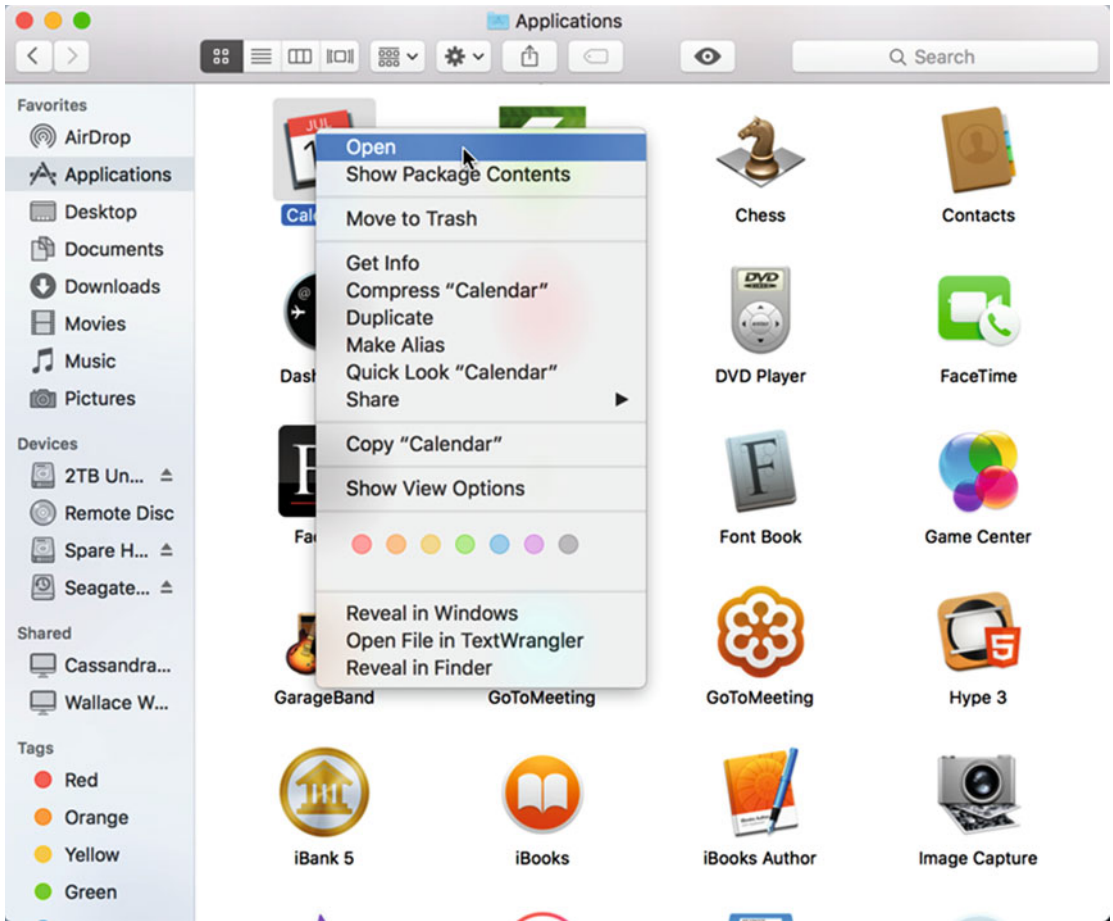 Applications
Search
Favorites
AirDrop
Applications
Desktop
Documents
Downloads
Movies
Music
Pictures
Devices
2TB Un...
Remote Disc
Spare H...
Seagate...
Shared
Cassandra...
Wallace W...
Tags
Red
Orange
Yellow
Green
JUL
Open
Show Package Contents
Move to Trash
Get Info
Compress “Calendar”
Duplicate
Make Alias
Quick Look “Calendar”
Share
Copy “Calendar”
Show View Options
Reveal in Windows
Open File in TextWrangler
Reveal in Finder
Chess
Contacts
DVD
DVD Player
FaceTime
F
Font Book
Game Center
GarageBand
GoToMeeting
GoToMeeting
5
Hype 3
iBank 5
iBooks
iBooks Author
Image Capture